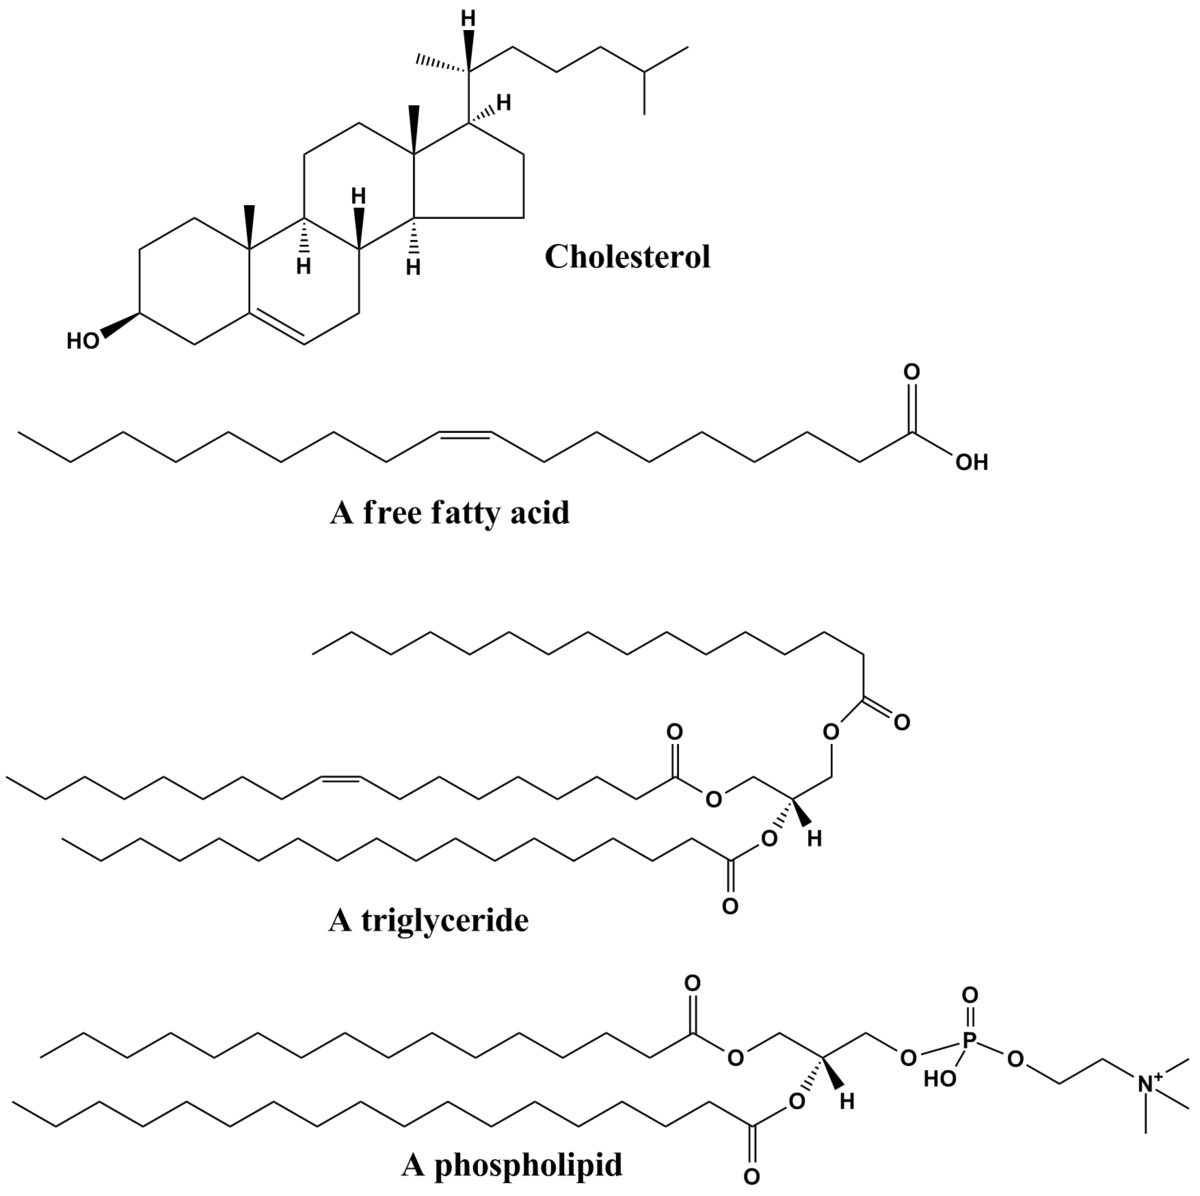 H
H
H
H
H
Cholesterol
HO
O
OH
A free fatty acid
O
O
O
O
O
H
O
A triglyceride
O
O
O
P
O
O
HO
N+
O
H
A phospholipid
O